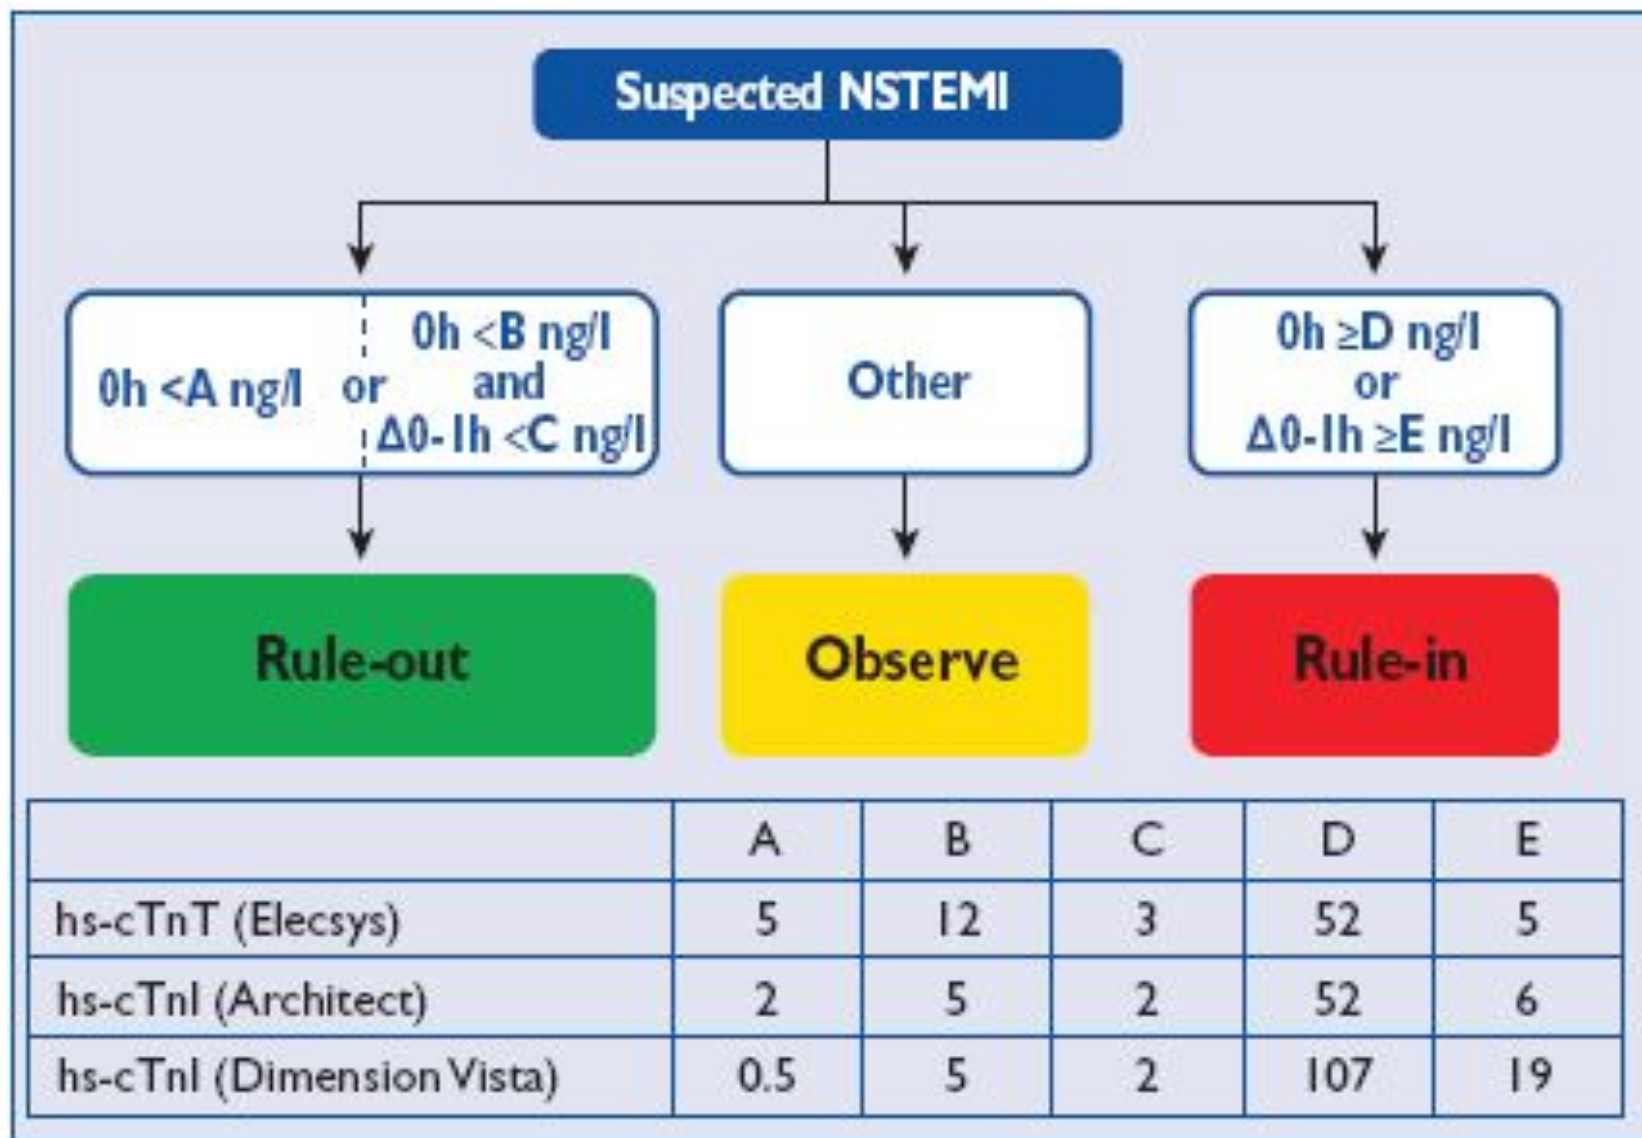 Suspected NSTEMI
0h <A ng/l or
0h <B ng/l
and
Δ0-1h <C ng/l
Other
0h ≥D ng/l
or
Δ0-1h ≥E ng/l
Rule-out
Observe
Rule-in
A B C D E
hs-cTnT (Elecsys) 5 12 3 52 5
hs-cTnI (Architect) 2 5 2 52 6
hs-cTnI (Dimension Vista) 0.5 5 2 107 19